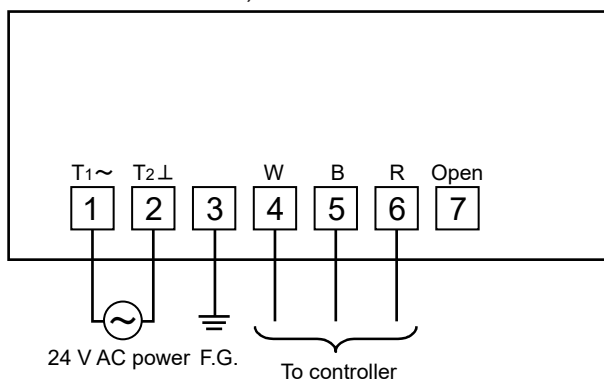 T1~ T2⊥ W B R Open
1 2 3 4 5 6 7
24 V AC power F.G.
To controller